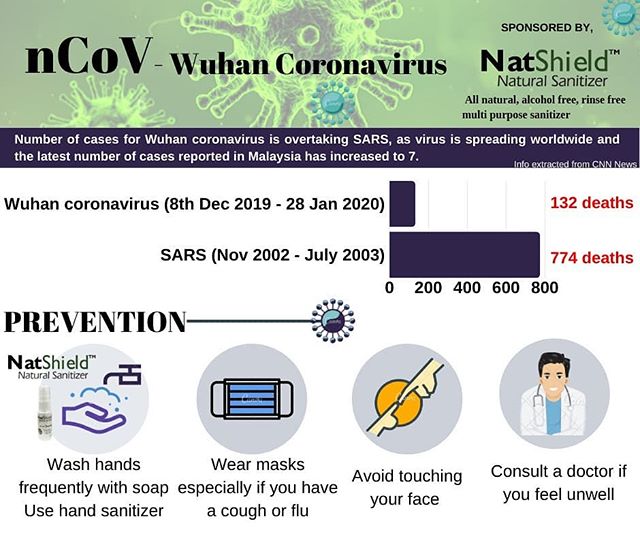 nCoV - Wuhan Coronavirus
SPONSORED BY,
NatShield™
Natural Sanitizer
All natural, alcohol free, rinse free
multi purpose sanitizer
Number of cases for Wuhan coronavirus is overtaking SARS, as virus is spreading worldwide and
the latest number of cases reported in Malaysia has increased to 7.
Info extracted from CNN News
Wuhan coronavirus (8th Dec 2019 - 28 Jan 2020)
132 deaths
SARS (Nov 2002 - July 2003)
774 deaths
0 200 400 600 800
PREVENTION
NatShield™
Natural Sanitizer
Wash hands
frequently with soap
Use hand sanitizer
Wear masks
especially if you have
a cough or flu
Avoid touching
your face
Consult a doctor if
you feel unwell